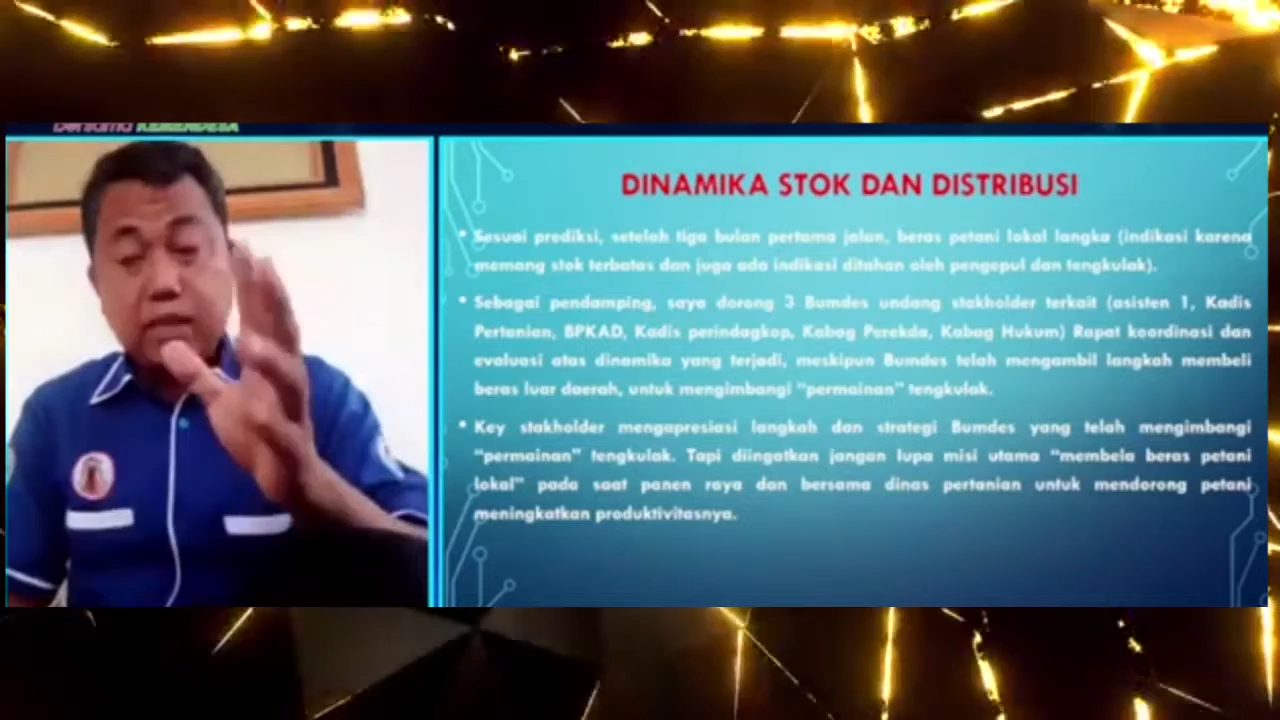 Bersama KEMENDESA
DINAMIKA STOK DAN DISTRIBUSI
• Sesuai prediksi, setelah tiga bulan pertama jalan, beras petani lokal langka (indikasi karena
memang stok terbatas dan juga ada indikasi ditahan oleh pengepul dan tengkulak).
• Sebagai pendamping, saya dorong 3 Bumdes undang stakholder terkait (asisten 1, Kadis
Pertanian, BPKAD, Kadis perindagkop, Kabag Perekda, Kabag Hukum) Rapat koordinasi dan
evaluasi atas dinamika yang terjadi, meskipun Bumdes telah mengambil langkah membeli
beras luar daerah, untuk mengimbangi "permainan" tengkulak.
• Key stakholder mengapresiasi langkah dan strategi Bumdes yang telah mengimbangi
"permainan" tengkulak. Tapi diingatkan jangan lupa misi utama "membela beras petani
lokal" pada saat panen raya dan bersama dinas pertanian untuk mendorong petani
meningkatkan produktivitasnya.